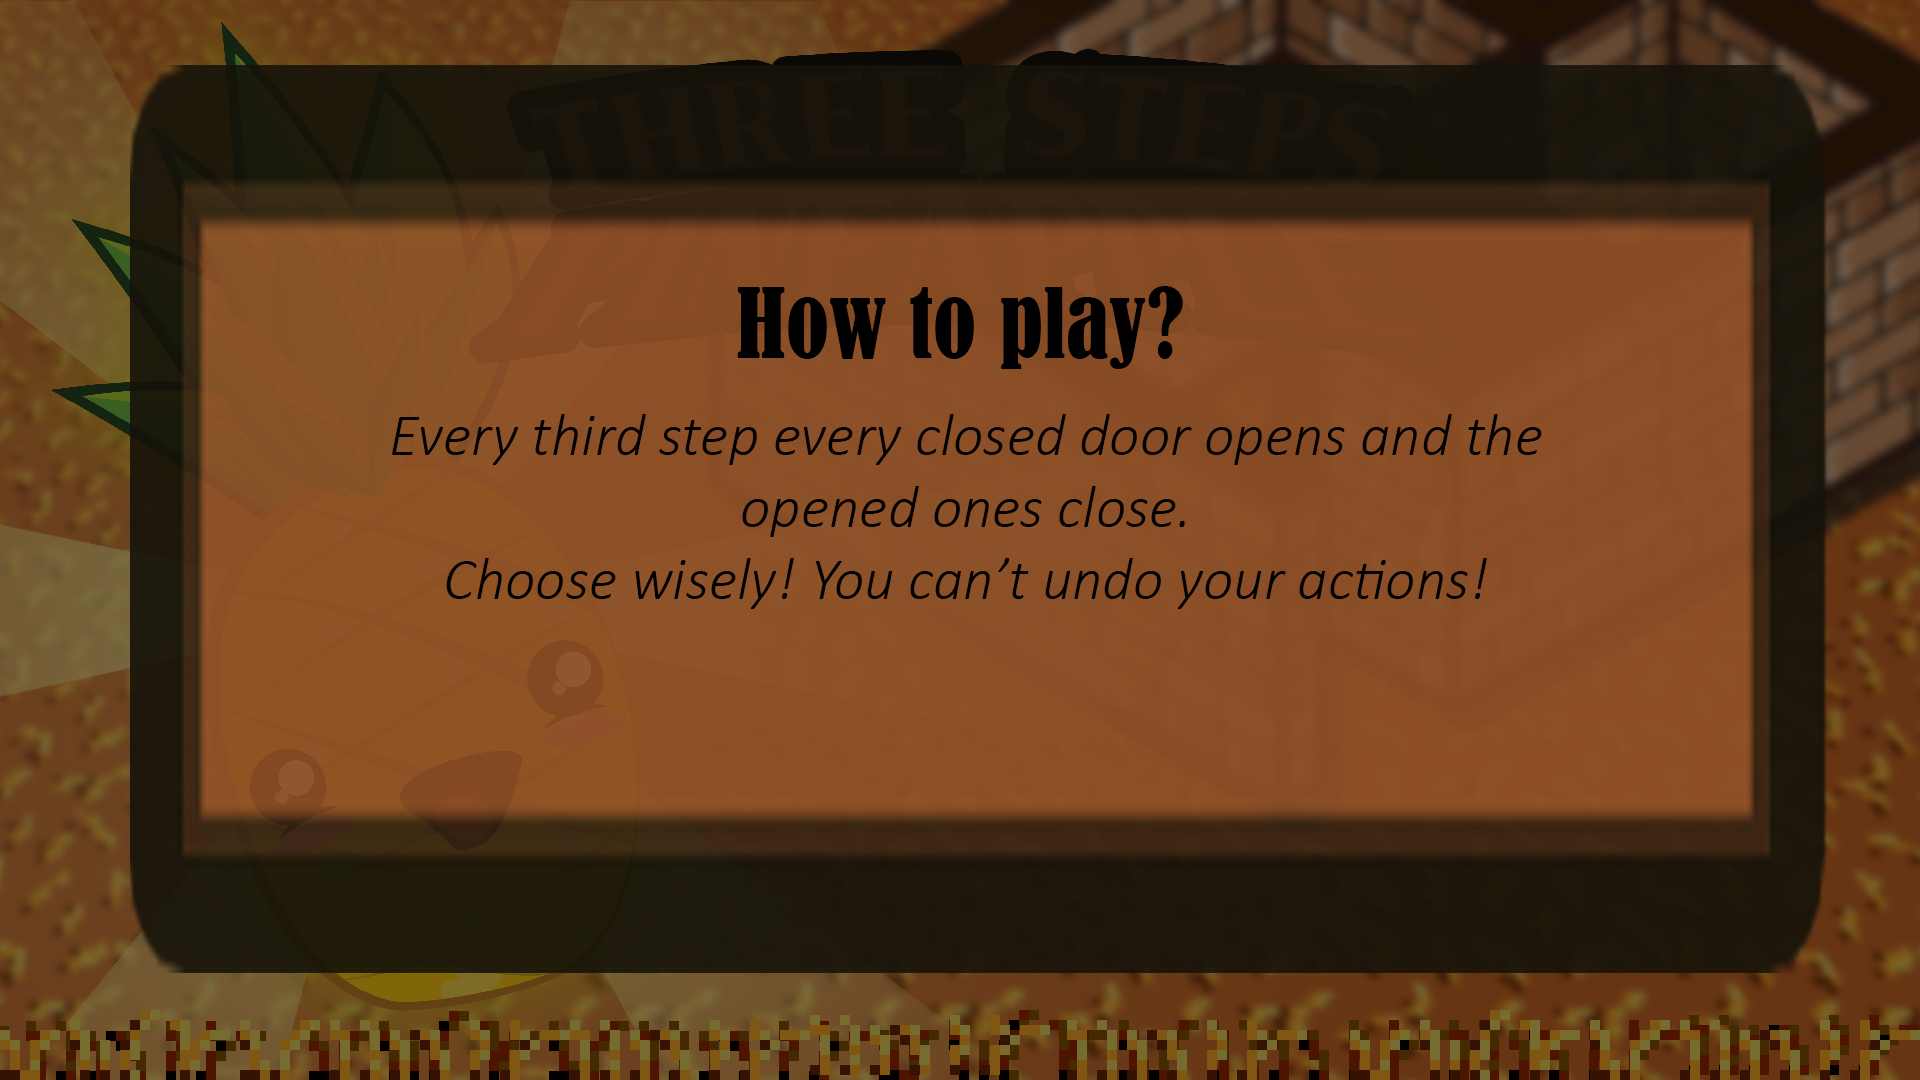 THREE STEPS
How to play?
Every third step every closed door opens and the
opened ones close.
Choose wisely! You can’t undo your actions!